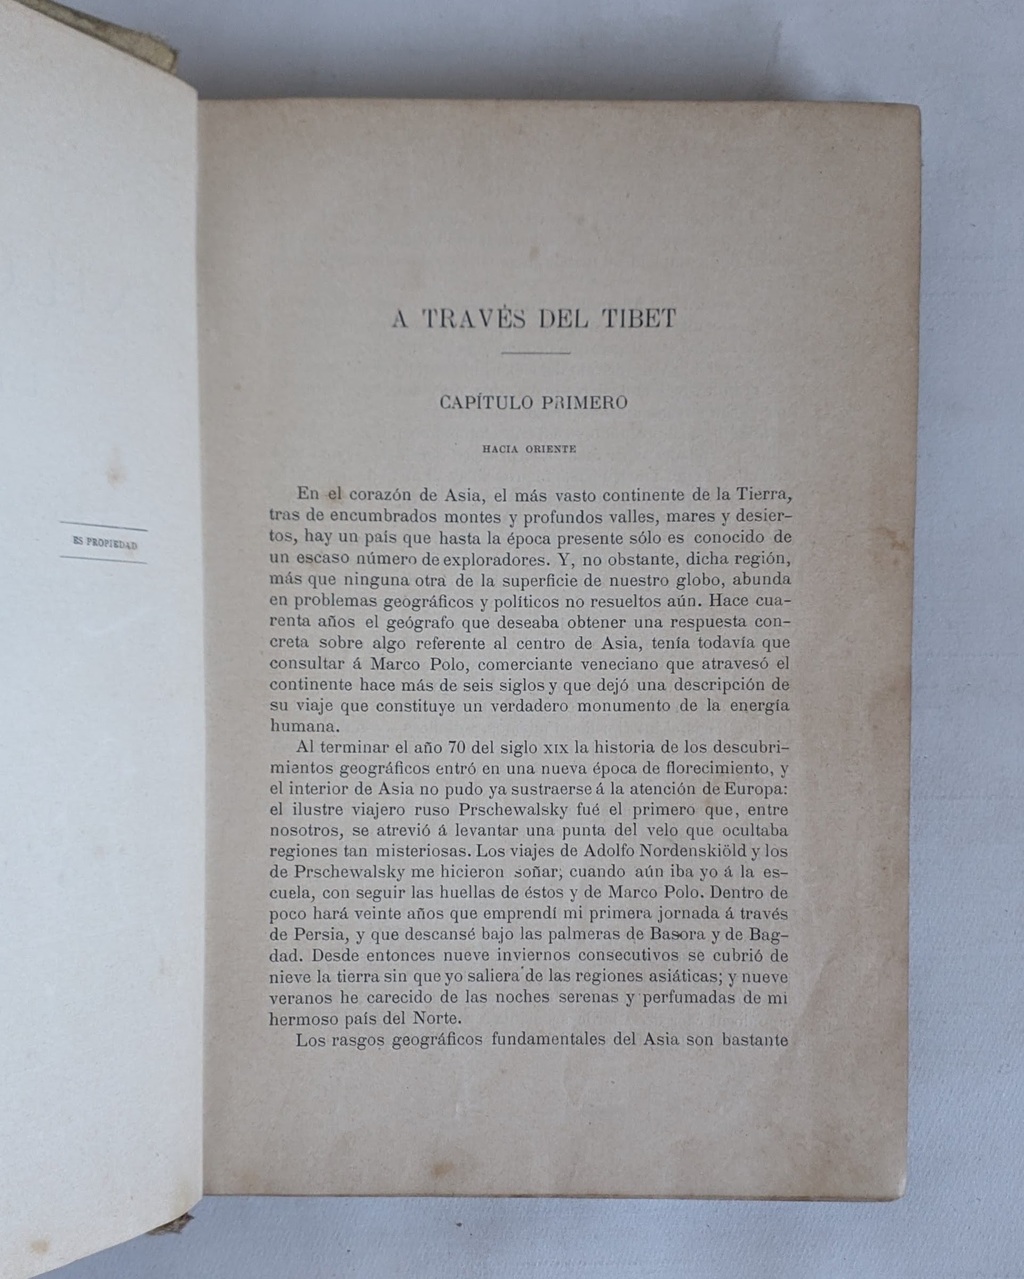 ES PROPIEDAD
A TRAVÉS DEL TIBET
CAPÍTULO PRIMERO
HACIA ORIENTE
En el corazón de Asia, el más vasto continente de la Tierra,
tras de encumbrados montes y profundos valles, mares y desier-
tos, hay un país que hasta la época presente sólo es conocido de
un escaso número de exploradores. Y, no obstante, dicha región,
más que ninguna otra de la superficie de nuestro globo, abunda
en problemas geográficos y políticos no resueltos aún. Hace cua-
renta años el geógrafo que deseaba obtener una respuesta con-
creta sobre algo referente al centro de Asia, tenía todavía que
consultar á Marco Polo, comerciante veneciano que atravesó el
continente hace más de seis siglos y que dejó una descripción de
su viaje que constituye un verdadero monumento de la energía
humana.
Al terminar el año 70 del siglo XIX la historia de los descubri-
mientos geográficos entró en una nueva época de florecimiento, y
el interior de Asia no pudo ya sustraerse á la atención de Europa:
el ilustre viajero ruso Prschewalsky fué el primero que, entre
nosotros, se atrevió á levantar una punta del velo que ocultaba
regiones tan misteriosas. Los viajes de Adolfo Nordenskiöld y los
de Prschewalsky me hicieron soñar, cuando aún iba yo á la es-
cuela, con seguir las huellas de éstos y de Marco Polo. Dentro de
poco hará veinte años que emprendí mi primera jornada á través
de Persia, y que descansé bajo las palmeras de Basora y de Bag-
dad. Desde entonces nueve inviernos consecutivos se cubrió de
nieve la tierra sin que yo saliera de las regiones asiáticas; y nueve
veranos he carecido de las noches serenas y perfumadas de mi
hermoso país del Norte.
Los rasgos geográficos fundamentales del Asia son bastante